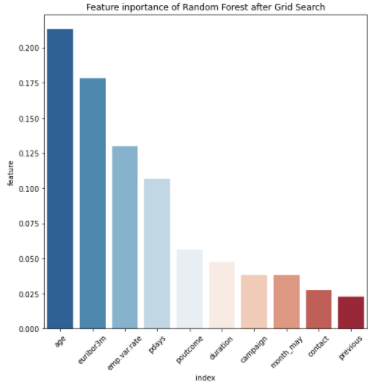 Feature inportance of Random Forest after Grid Search
0.200
0.175
0.150
0.125
0.100
0.075
0.050
0.025
0.000
feature
age
euribor3m
emp.var.rate
pdays
poutcome
duration
campaign
month_may
contact
previous
index